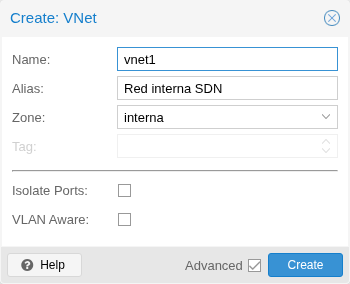 Create: VNet
Name: vnet1
Alias: Red interna SDN
Zone: interna
Tag:
Isolate Ports:
VLAN Aware:
Help Advanced Create